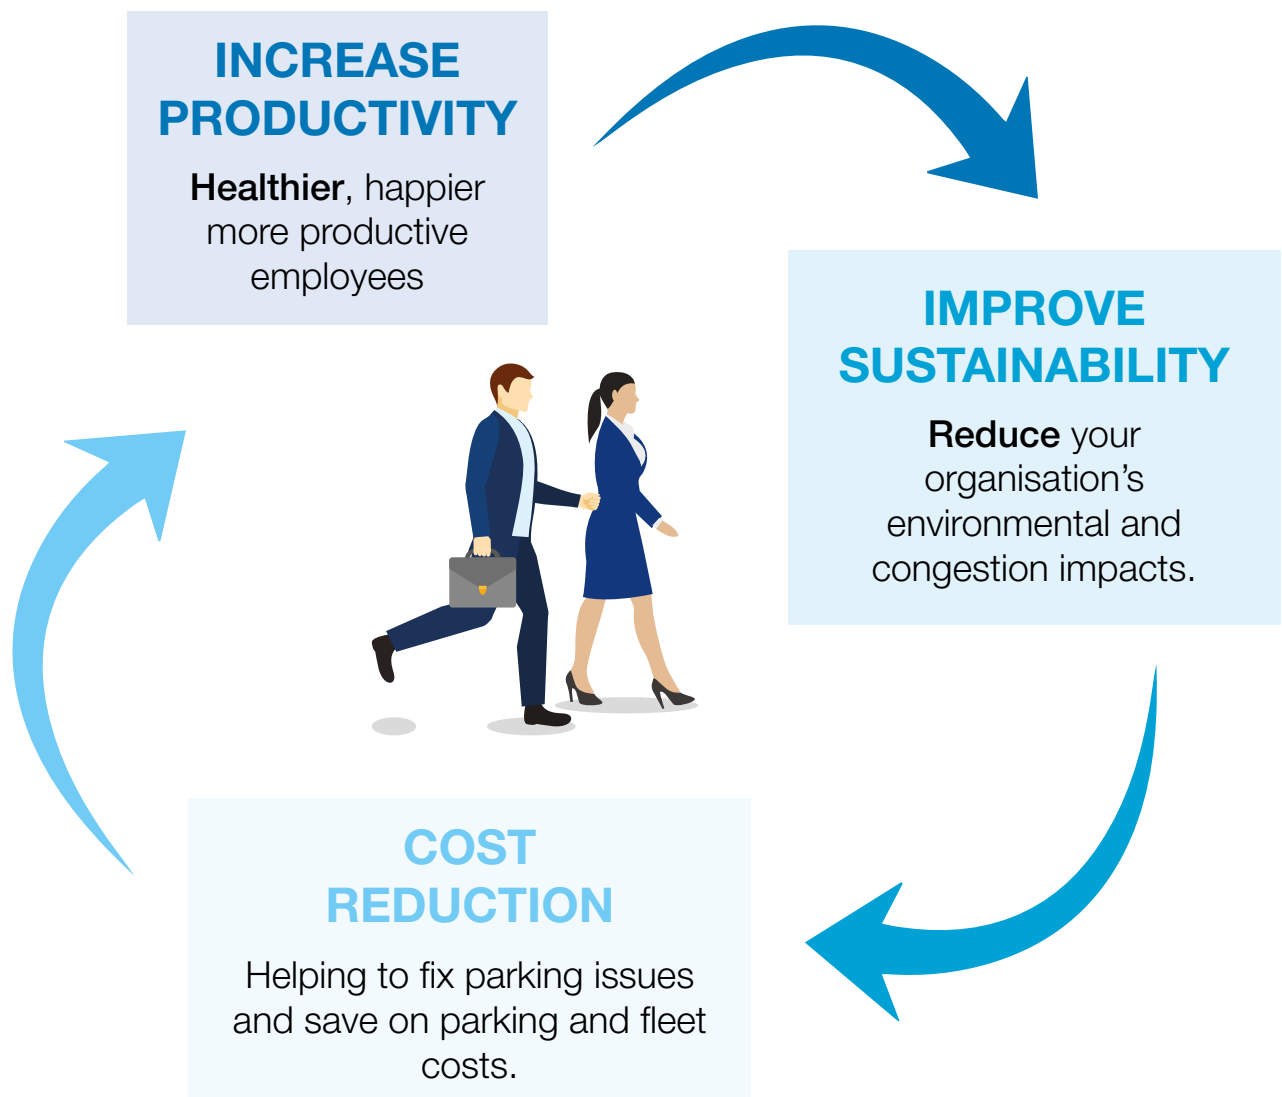 INCREASE
PRODUCTIVITY
Healthier, happier
more productive
employees
IMPROVE
SUSTAINABILITY
Reduce your
organisation’s
environmental and
congestion impacts.
COST
REDUCTION
Helping to fix parking issues
and save on parking and fleet
costs.